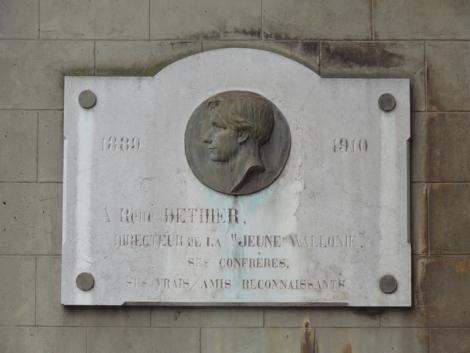 1889 1910
À René DETHIER,
DIRECTEUR DE LA "JEUNE" WALLONIE,
SES CONFRÈRES,
SES VRAIS AMIS RECONNAISSANTS